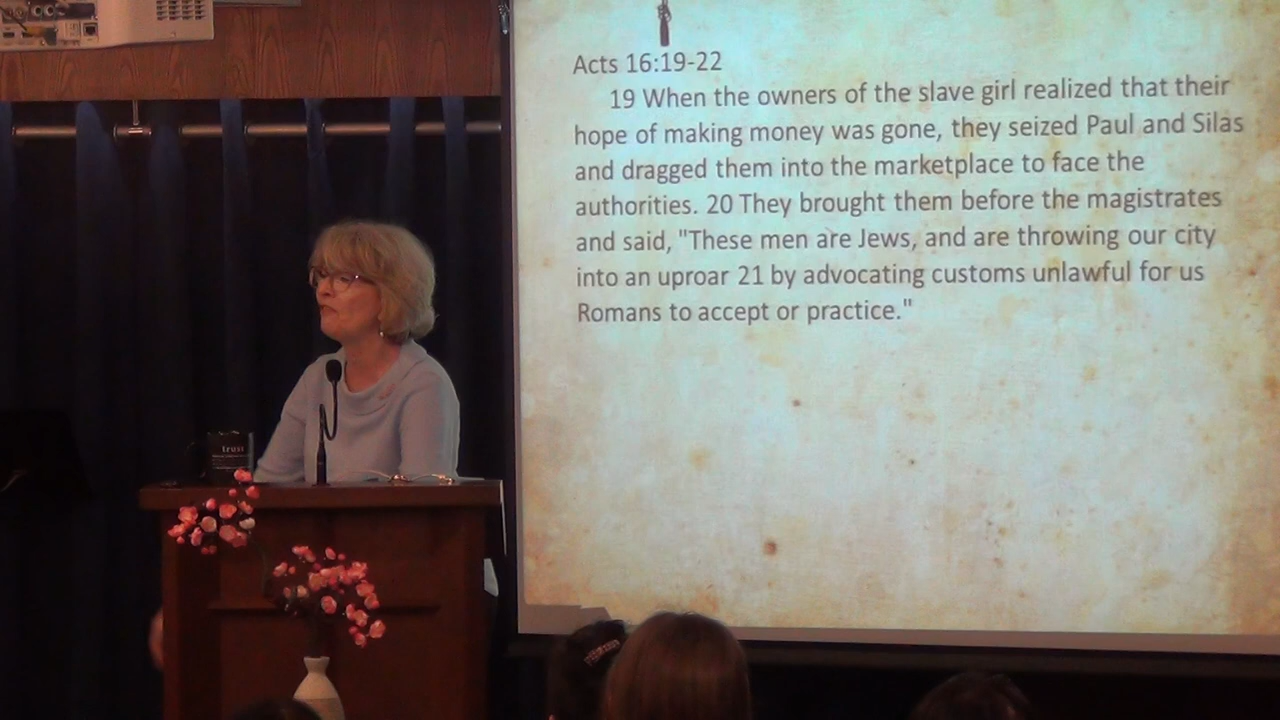 Acts 16:19-22
19 When the owners of the slave girl realized that their
hope of making money was gone, they seized Paul and Silas
and dragged them into the marketplace to face the
authorities. 20 They brought them before the magistrates
and said, "These men are Jews, and are throwing our city
into an uproar 21 by advocating customs unlawful for us
Romans to accept or practice."
trust